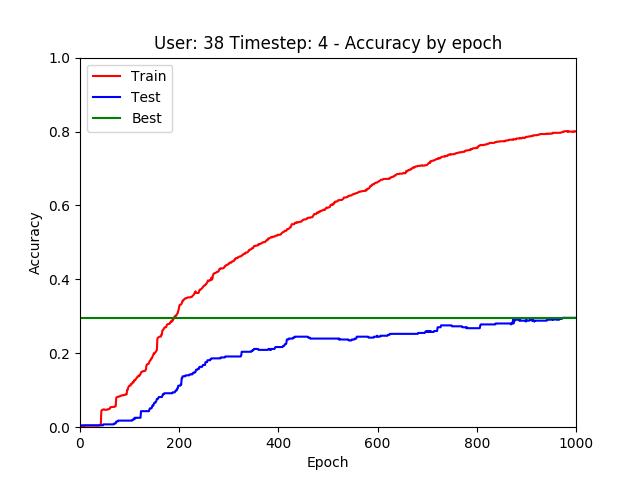 User: 38 Timestep: 4 - Accuracy by epoch
Train
Test
Best
Accuracy
1.0
0.8
0.6
0.4
0.2
0.0
0 200 400 600 800 1000
Epoch